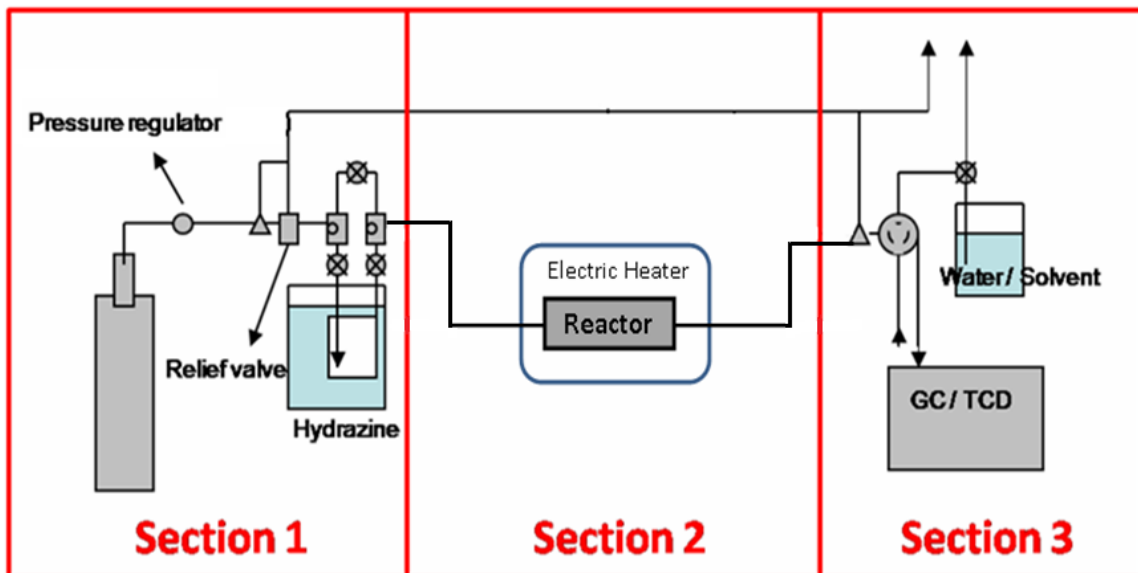 Pressure regulator
Relief valve
Hydrazine
Section 1
Electric Heater
Reactor
Section 2
Water / Solvent
GC / TCD
Section 3